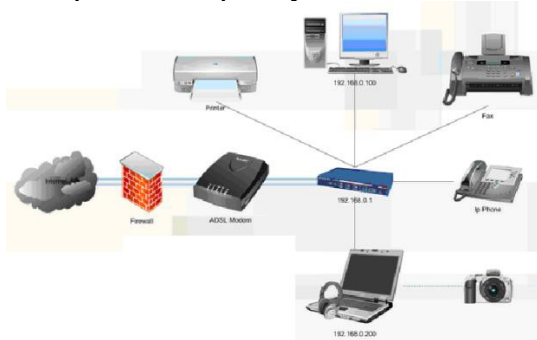 192.168.0.100
Printer
Fax
Firewall
ADSL Modem
192.168.0.1
Ip Phone
192.168.0.200